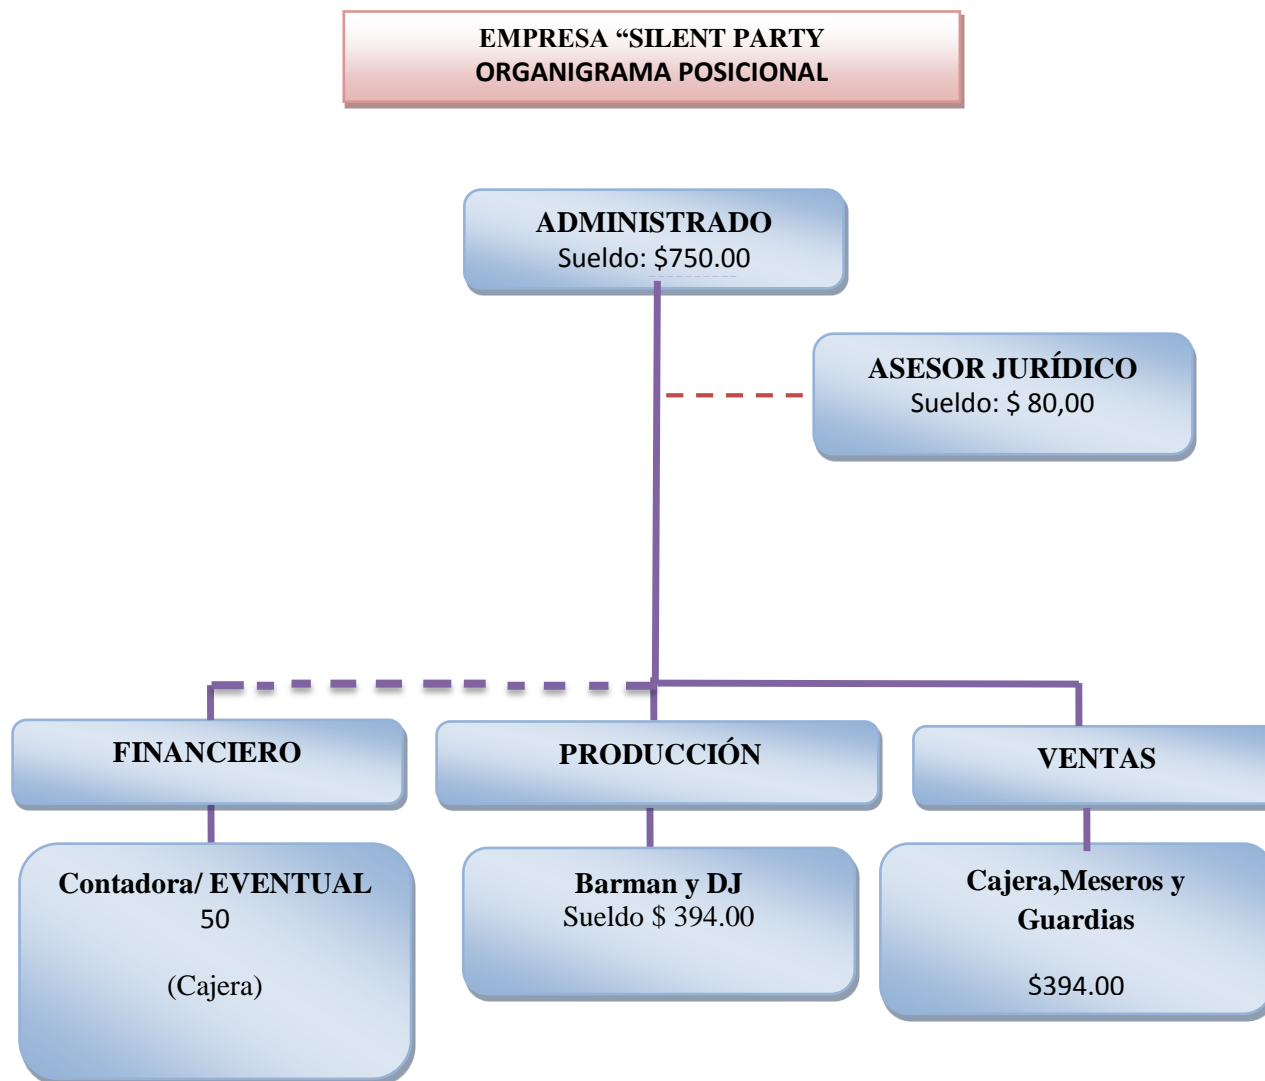 EMPRESA “SILENT PARTY
ORGANIGRAMA POSICIONAL
ADMINISTRADO
Sueldo: $750.00
ASESOR JURÍDICO
Sueldo: $ 80,00
FINANCIERO
PRODUCCIÓN
VENTAS
Contadora/ EVENTUAL
50
(Cajera)
Barman y DJ
Sueldo $ 394.00
Cajera,Meseros y
Guardias
$394.00